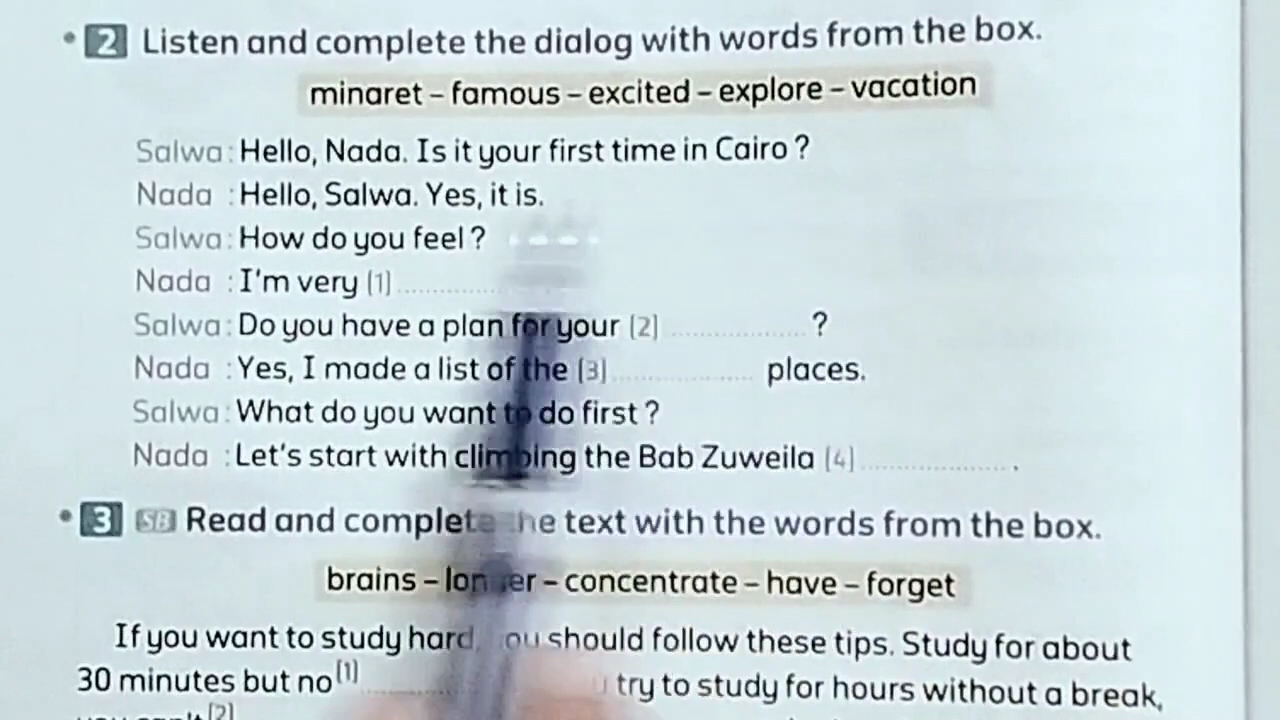 • 2 Listen and complete the dialog with words from the box.
minaret – famous – excited – explore – vacation
Salwa : Hello, Nada. Is it your first time in Cairo ?
Nada : Hello, Salwa. Yes, it is.
Salwa : How do you feel ?
Nada : I'm very (1) ..............
Salwa : Do you have a plan for your (2) .................. ?
Nada : Yes, I made a list of the (3) .................. places.
Salwa : What do you want to do first ?
Nada : Let's start with climbing the Bab Zuweila (4) .................... .
• 3 SB Read and complete the text with the words from the box.
brains – longer – concentrate – have – forget
If you want to study hard, you should follow these tips. Study for about
30 minutes but no (1) .............. try to study for hours without a break,
you can't (2)